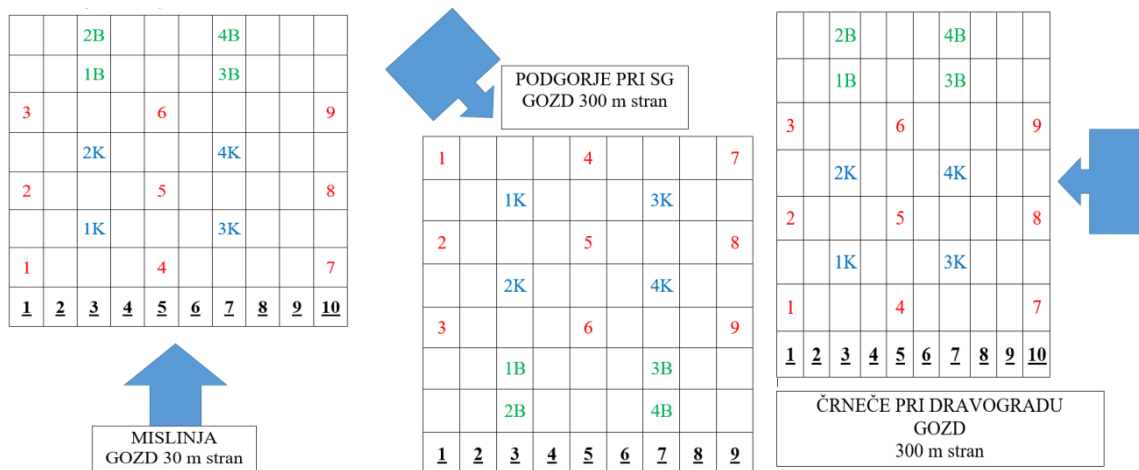 2B 4B
1B 3B
3 6 9
2K 4K
2 5 8
1K 3K
1 4 7
1 2 3 4 5 6 7 8 9 10
MISLINJA
GOZD 30 m stran
PODGORJE PRI SG
GOZD 300 m stran
1 4 7
1K 3K
2 5 8
2K 4K
3 6 9
1B 3B
2B 4B
1 2 3 4 5 6 7 8 9
2B 4B
1B 3B
3 6 9
2K 4K
2 5 8
1K 3K
1 4 7
1 2 3 4 5 6 7 8 9 10
ČRNEČE PRI DRAVOGRADU
GOZD
300 m stran